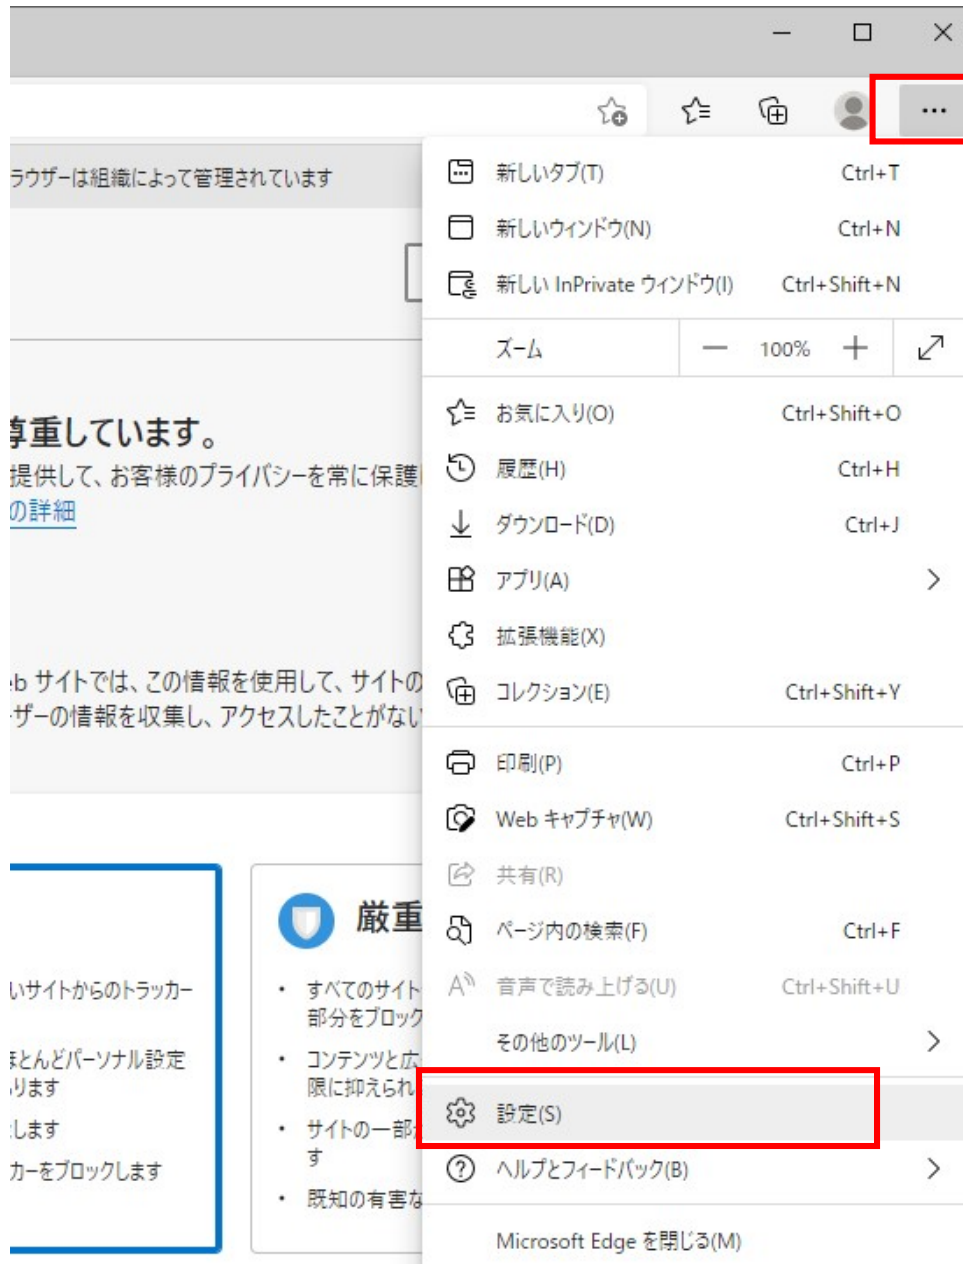 ラウザーは組織によって管理されています
尊重しています。
提供して、お客様のプライバシーを常に保護
の詳細
eb サイトでは、この情報を使用して、サイトの
ーザーの情報を収集し、アクセスしたことがない
いサイトからのトラッカー
ほとんどパーソナル設定
ります
します
カーをブロックします
厳重
• すべてのサイト
部分をブロック
• コンテンツと広
限に抑えられ
• サイトの一部
す
• 既知の有害な
新しいタブ(T) Ctrl+T
新しいウィンドウ(N) Ctrl+N
新しい InPrivate ウィンドウ(I) Ctrl+Shift+N
ズーム — 100% +
お気に入り(O) Ctrl+Shift+O
履歴(H) Ctrl+H
ダウンロード(D) Ctrl+J
アプリ(A)
拡張機能(X)
コレクション(E) Ctrl+Shift+Y
印刷(P) Ctrl+P
Web キャプチャ(W) Ctrl+Shift+S
共有(R)
ページ内の検索(F) Ctrl+F
音声で読み上げる(U) Ctrl+Shift+U
その他のツール(L)
設定(S)
ヘルプとフィードバック(B)
Microsoft Edge を閉じる(M)